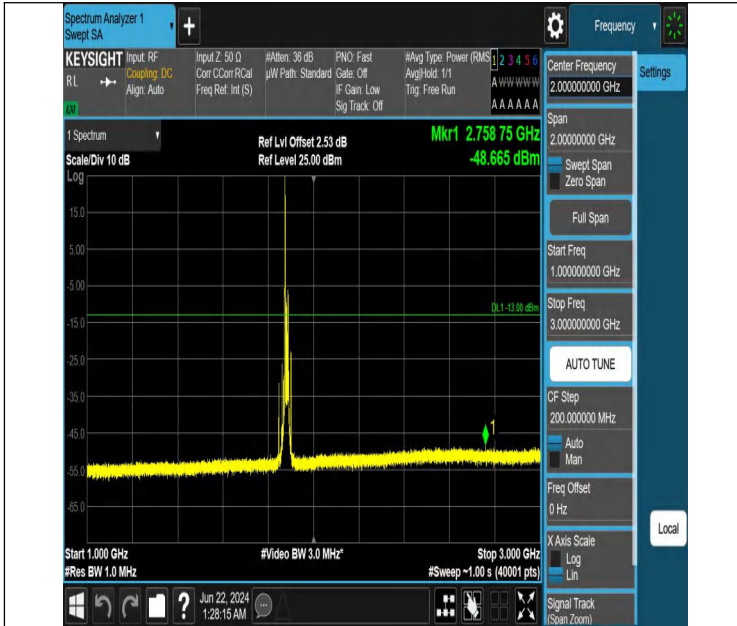 Spectrum Analyzer 1
Swept SA
+
Frequency
KEYSIGHT
RL
Input: RF
Coupling: DC
Align: Auto
Input Z: 50 Ω
Corr CCorr RCal
Freq Ref: Int (S)
#Atten: 36 dB
µW Path: Standard
PNO: Fast
Gate: Off
IF Gain: Low
Sig Track: Off
#Avg Type: Power (RMS
Avg|Hold: 1/1
Trig: Free Run
1 2 3 4 5 6
A W W W W W
A A A A A A
1 Spectrum
Scale/Div 10 dB
Ref Lvl Offset 2.53 dB
Ref Level 25.00 dBm
Mkr1 2.758 75 GHz
-48.665 dBm
Log
15.0
5.00
-5.00
DL1 -13.00 dBm
-15.0
-25.0
-35.0
-45.0
1
-55.0
-65.0
Start 1.000 GHz
#Video BW 3.0 MHz*
Stop 3.000 GHz
#Res BW 1.0 MHz
#Sweep ~1.00 s (40001 pts)
?
Jun 22, 2024
1:28:15 AM
Center Frequency
2.000000000 GHz
Settings
Span
2.00000000 GHz
Swept Span
Zero Span
Full Span
Start Freq
1.000000000 GHz
Stop Freq
3.000000000 GHz
AUTO TUNE
CF Step
200.000000 MHz
Auto
Man
Freq Offset
0 Hz
X Axis Scale
Log
Lin
Local
Signal Track
(Span Zoom)